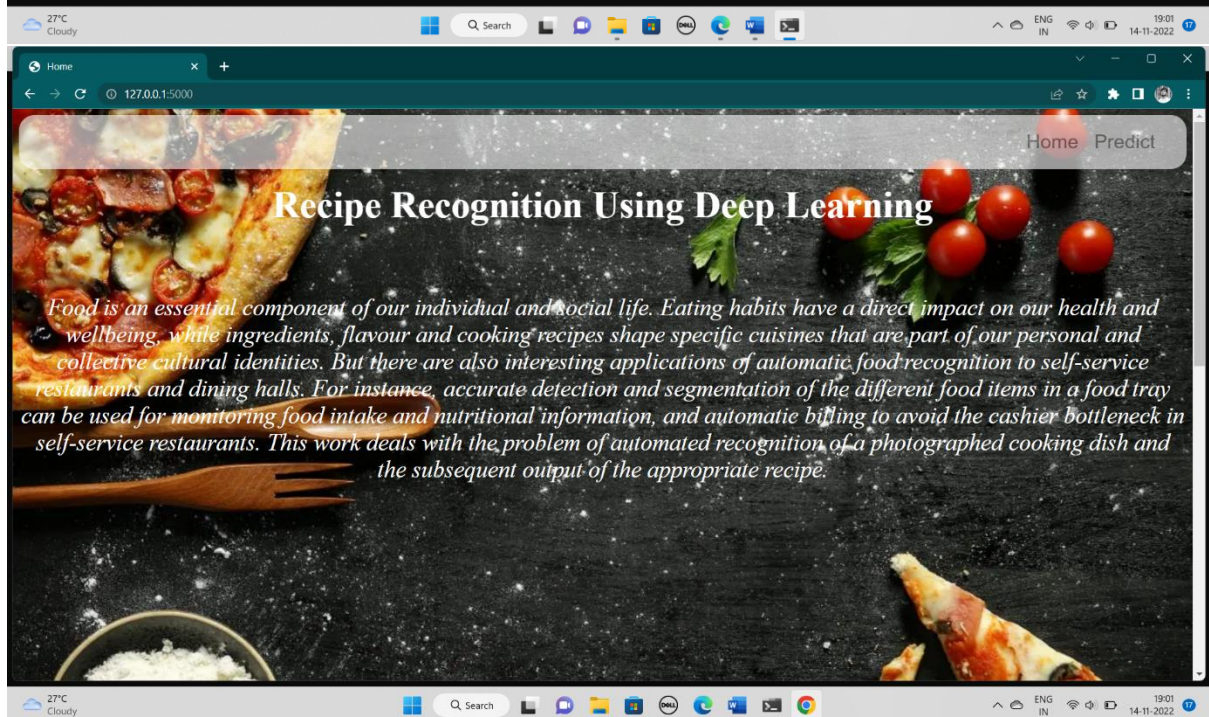 27°C
Cloudy
Search
DELL
W
ENG
IN
19:01
14-11-2022
17
Home
127.0.0.1:5000
Home Predict
Recipe Recognition Using Deep Learning
Food is an essential component of our individual and social life. Eating habits have a direct impact on our health and
wellbeing, while ingredients, flavour and cooking recipes shape specific cuisines that are part of our personal and
collective cultural identities. But there are also interesting applications of automatic food recognition to self-service
restaurants and dining halls. For instance, accurate detection and segmentation of the different food items in a food tray
can be used for monitoring food intake and nutritional information, and automatic billing to avoid the cashier bottleneck in
self-service restaurants. This work deals with the problem of automated recognition of a photographed cooking dish and
the subsequent output of the appropriate recipe.
27°C
Cloudy
Search
DELL
W
ENG
IN
19:01
14-11-2022
17